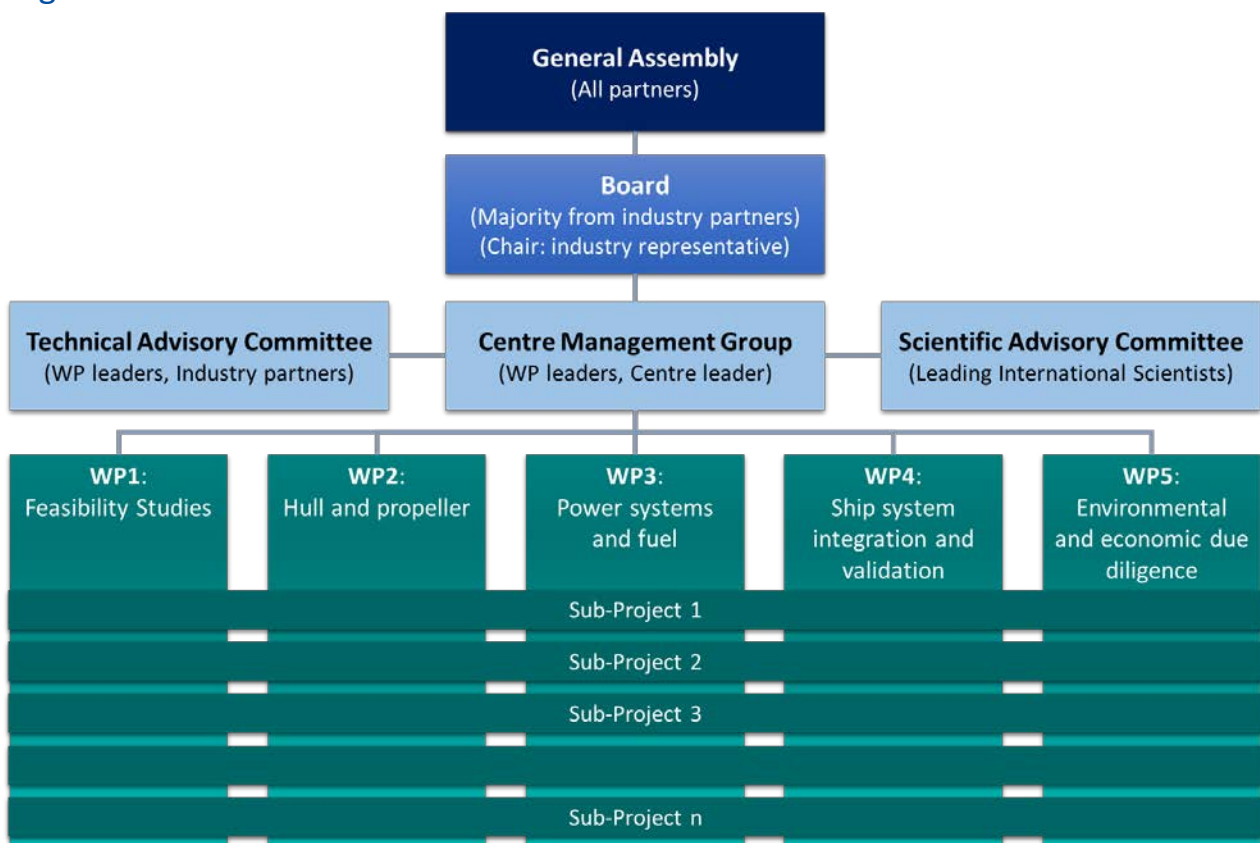 General Assembly
(All partners)
Board
(Majority from industry partners)
(Chair: industry representative)
Technical Advisory Committee
(WP leaders, Industry partners)
Centre Management Group
(WP leaders, Centre leader)
Scientific Advisory Committee
(Leading International Scientists)
WP1:
Feasibility Studies
WP2:
Hull and propeller
WP3:
Power systems
and fuel
WP4:
Ship system
integration and
validation
WP5:
Environmental
and economic due
diligence
Sub-Project 1
Sub-Project 2
Sub-Project 3
Sub-Project n